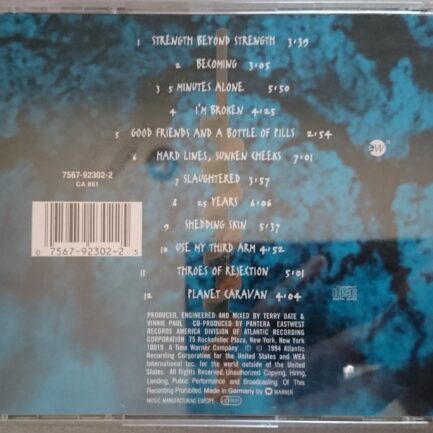 1 STRENGTH BEYOND STRENGTH 3:39
2 BECOMING 3:05
3 5 MINUTES ALONE 5:50
4 I'M BROKEN 4:25
5 GOOD FRIENDS AND A BOTTLE OF PILLS 2:54
6 HARD LINES, SUNKEN CHEEKS 7:01
7 SLAUGHTERED 3:57
8 25 YEARS 6:06
9 SHEDDING SKIN 5:37
10 USE MY THIRD ARM 4:52
11 THROES OF REJECTION 5:01
12 PLANET CARAVAN 4:04
ew
7567-92302-2
CA 851
0 7567-92302-2 5
PRODUCED, ENGINEERED AND MIXED BY TERRY DATE &
VINNIE PAUL CO-PRODUCED BY PANTERA EASTWEST
RECORDS AMERICA DIVISION OF ATLANTIC RECORDING
CORPORATION 75 Rockefeller Plaza, New York, New York
10019 A Time Warner Company © ℗ 1994 Atlantic
Recording Corporation for the United States and WEA
International Inc. for the world outside of the United
States. All Rights Reserved. Unauthorized Copying, Hiring,
Lending, Public Performance and Broadcasting Of This
Recording Prohibited. Made in Germany by WARNER
MUSIC MANUFACTURING EUROPE.